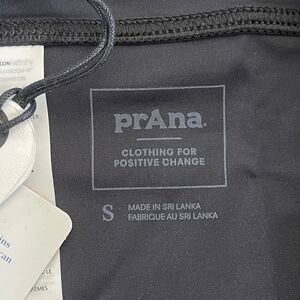 prAna
CLOTHING FOR
POSITIVE CHANGE
S
MADE IN SRI LANKA
FABRIQUE AU SRI LANKA